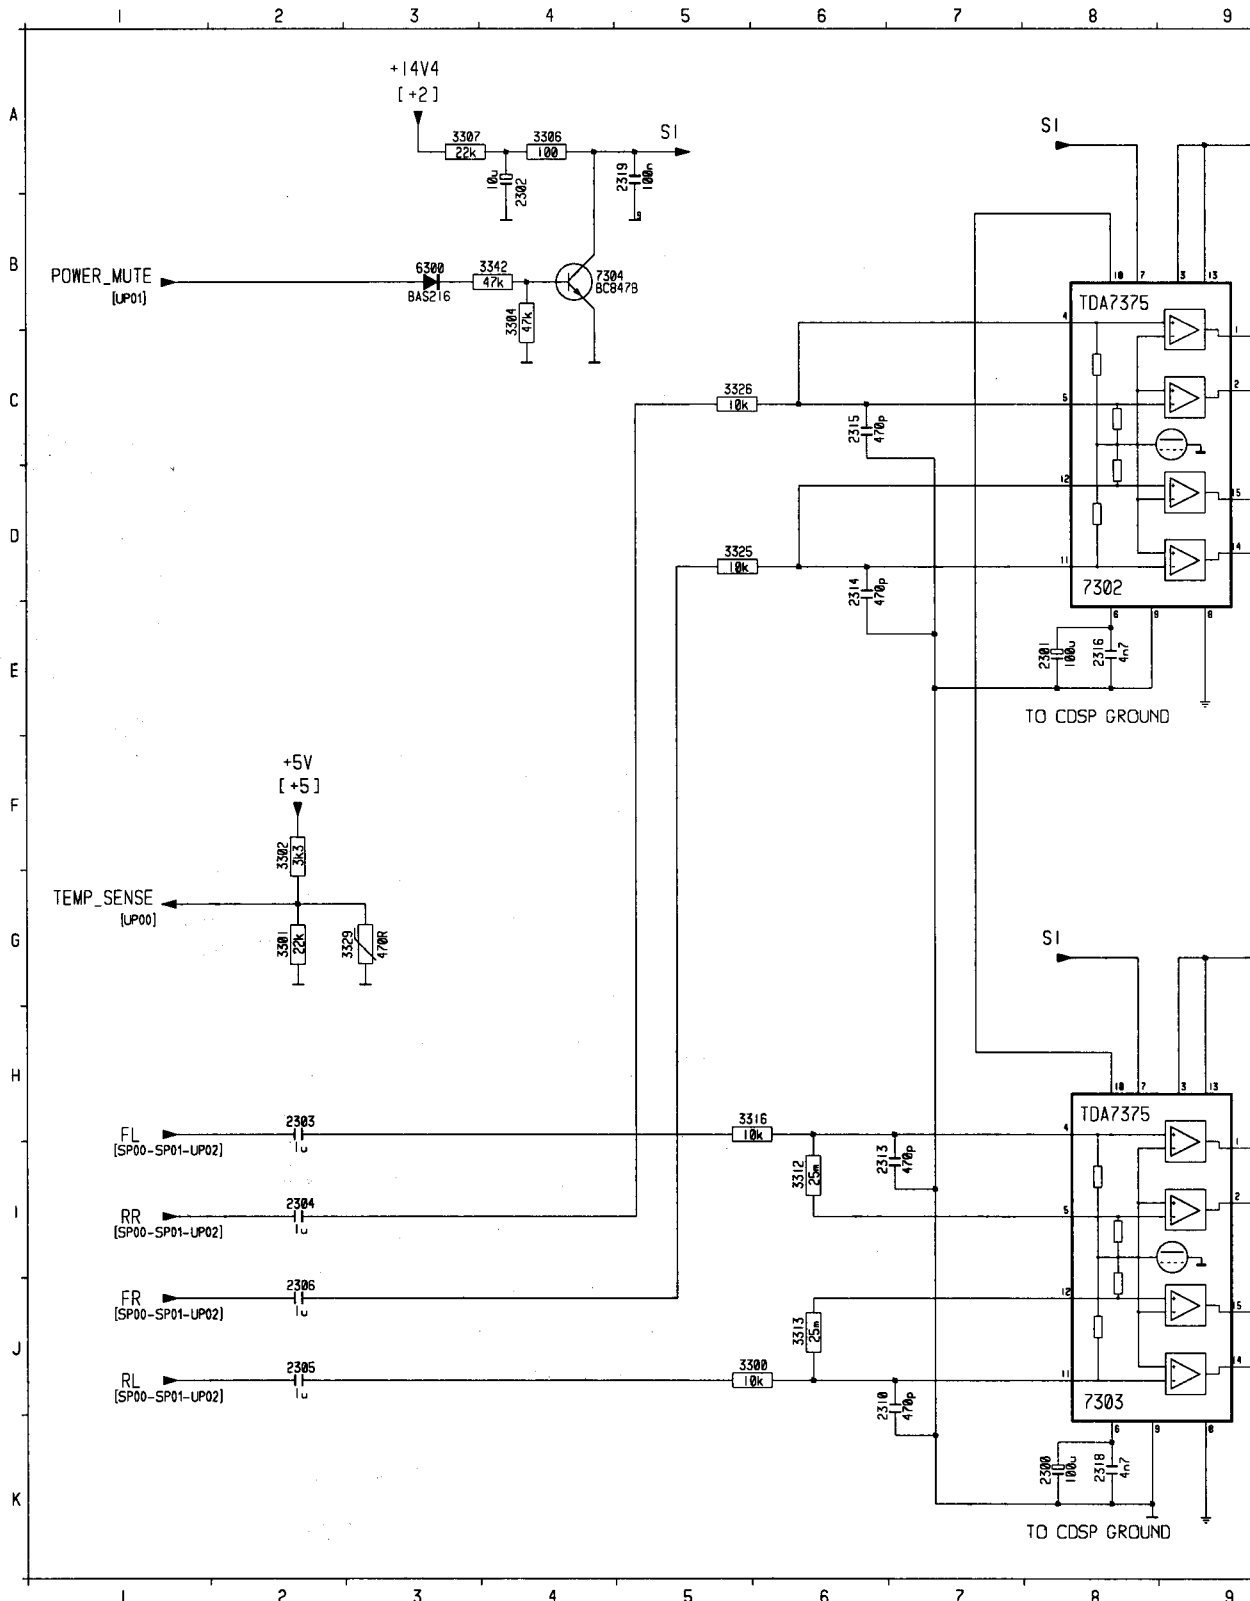 1 2 3 4 5 6 7 8 9
A
+14V4
[+2]
3307
22k
3306
100
S1
10u
2302
2319
100n
9
S1
B
POWER_MUTE
[UP01]
6300
BAS216
3342
47k
3304
47k
7304
BC847B
10 7 3 13
TDA7375
4
1
C
3326
10k
5
2
2315
470p
12
15
D
3325
10k
11
14
2314
470p
7302
6 9 8
E
2301
100u
2316
4n7
TO CDSP GROUND
+5V
[+5]
F
3302
3k3
TEMP_SENSE
[UP00]
G
3301
22k
3329
470R
S1
H
10 7 3 13
TDA7375
FL
[SP00-SP01-UP02]
2303
1u
3316
10k
4
1
3312
25m
2313
470p
I
RR
[SP00-SP01-UP02]
2304
1u
5
2
FR
[SP00-SP01-UP02]
2306
1u
12
15
J
3313
25m
RL
[SP00-SP01-UP02]
2305
1u
3300
10k
11
14
2310
470p
7303
6 9 8
K
2300
100u
2318
4n7
TO CDSP GROUND
1 2 3 4 5 6 7 8 9